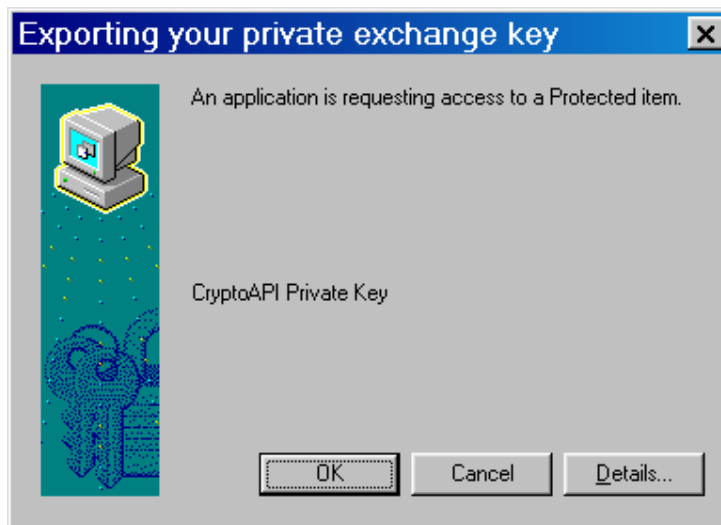 Exporting your private exchange key
An application is requesting access to a Protected item.
CryptoAPI Private Key
OK
Cancel
Details...